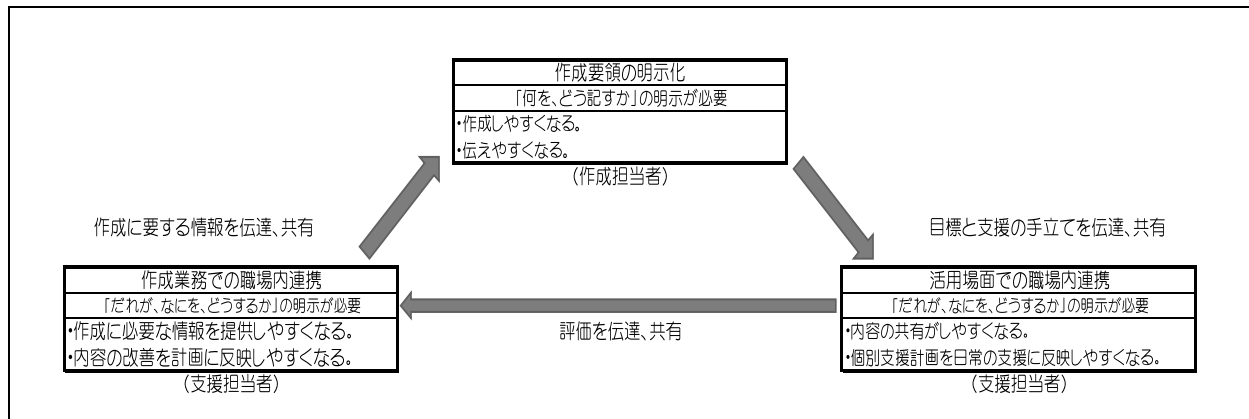 作成要領の明示化
「何を、どう記すか」の明示が必要
・作成しやすくなる。
・伝えやすくなる。
(作成担当者)
作成に要する情報を伝達、共有
目標と支援の手立てを伝達、共有
作成業務での職場内連携
「だれが、なにを、どうするか」の明示が必要
・作成に必要な情報を提供しやすくなる。
・内容の改善を計画に反映しやすくなる。
(支援担当者)
評価を伝達、共有
活用場面での職場内連携
「だれが、なにを、どうするか」の明示が必要
・内容の共有がしやすくなる。
・個別支援計画を日常の支援に反映しやすくなる。
(支援担当者)